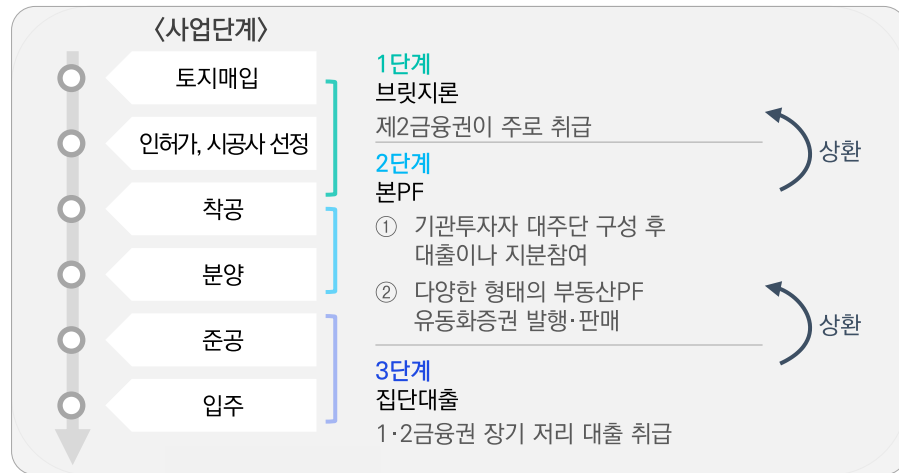 〈사업단계〉
토지매입
인허가, 시공사 선정
착공
분양
준공
입주
1단계
브릿지론
제2금융권이 주로 취급
2단계
본PF
① 기관투자자 대주단 구성 후
대출이나 지분참여
② 다양한 형태의 부동산PF
유동화증권 발행·판매
3단계
집단대출
1·2금융권 장기 저리 대출 취급
상환
상환